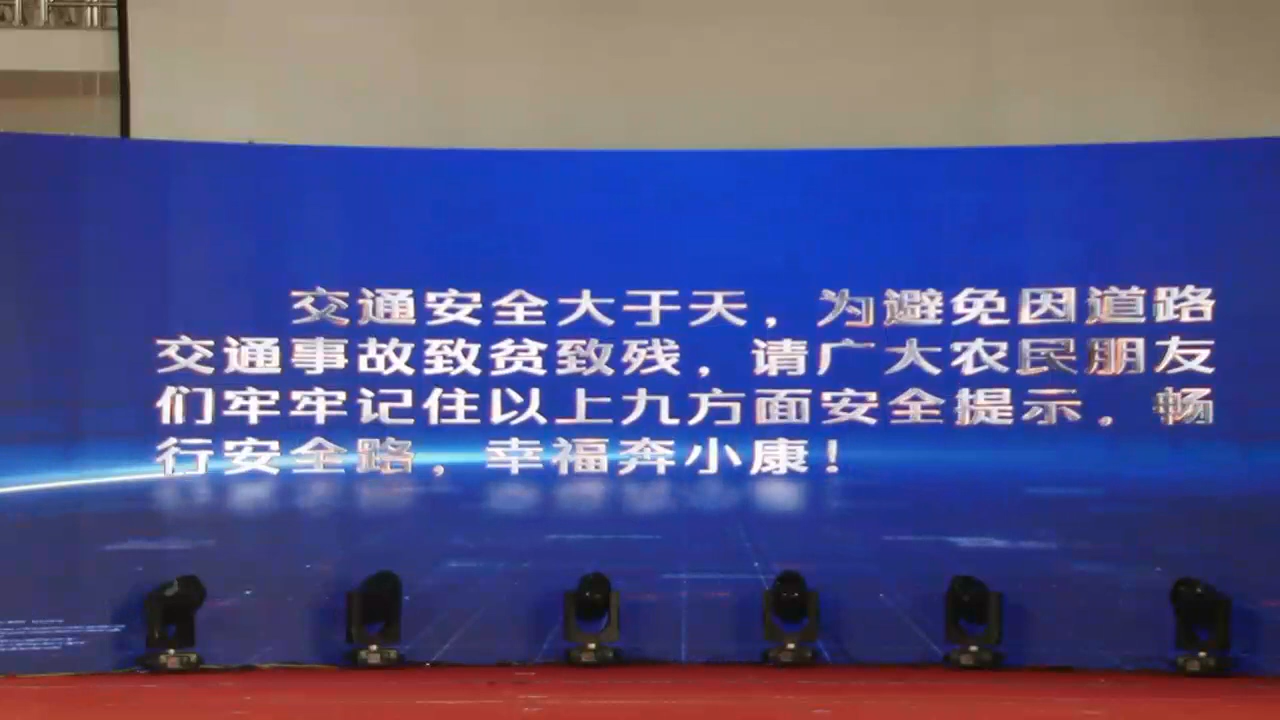 交通安全大于天，为避免因道路
交通事故致贫致残，请广大农民朋友
们牢牢记住以上九方面安全提示，畅
行安全路，幸福奔小康！